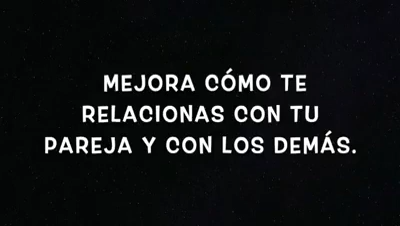 MEJORA CÓMO TE
RELACIONAS CON TU
PAREJA Y CON LOS DEMÁS.